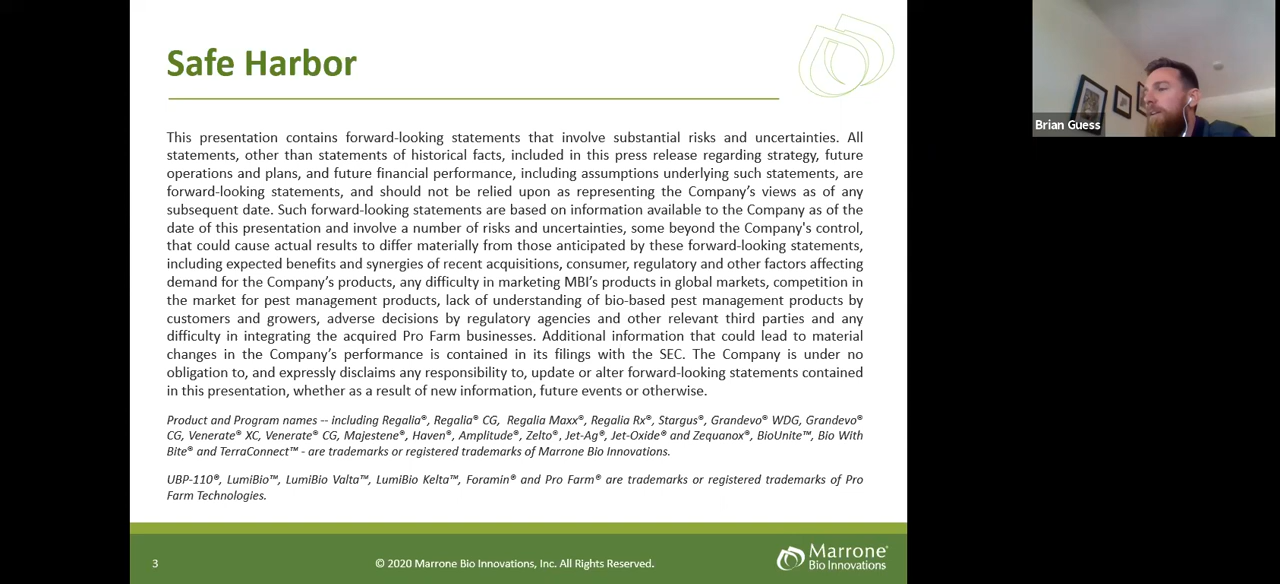 Safe Harbor
This presentation contains forward-looking statements that involve substantial risks and uncertainties. All
statements, other than statements of historical facts, included in this press release regarding strategy, future
operations and plans, and future financial performance, including assumptions underlying such statements, are
forward-looking statements, and should not be relied upon as representing the Company’s views as of any
subsequent date. Such forward-looking statements are based on information available to the Company as of the
date of this presentation and involve a number of risks and uncertainties, some beyond the Company's control,
that could cause actual results to differ materially from those anticipated by these forward-looking statements,
including expected benefits and synergies of recent acquisitions, consumer, regulatory and other factors affecting
demand for the Company’s products, any difficulty in marketing MBI’s products in global markets, competition in
the market for pest management products, lack of understanding of bio-based pest management products by
customers and growers, adverse decisions by regulatory agencies and other relevant third parties and any
difficulty in integrating the acquired Pro Farm businesses. Additional information that could lead to material
changes in the Company’s performance is contained in its filings with the SEC. The Company is under no
obligation to, and expressly disclaims any responsibility to, update or alter forward-looking statements contained
in this presentation, whether as a result of new information, future events or otherwise.
Product and Program names -- including Regalia®, Regalia® CG, Regalia Maxx®, Regalia Rx®, Stargus®, Grandevo® WDG, Grandevo®
CG, Venerate® XC, Venerate® CG, Majestene®, Haven®, Amplitude®, Zelto®, Jet-Ag®, Jet-Oxide® and Zequanox®, BioUnite™, Bio With
Bite® and TerraConnect™ - are trademarks or registered trademarks of Marrone Bio Innovations.
UBP-110®, LumiBio™, LumiBio Valta™, LumiBio Kelta™, Foramin® and Pro Farm® are trademarks or registered trademarks of Pro
Farm Technologies.
3
© 2020 Marrone Bio Innovations, Inc. All Rights Reserved.
Marrone®
Bio Innovations
Brian Guess